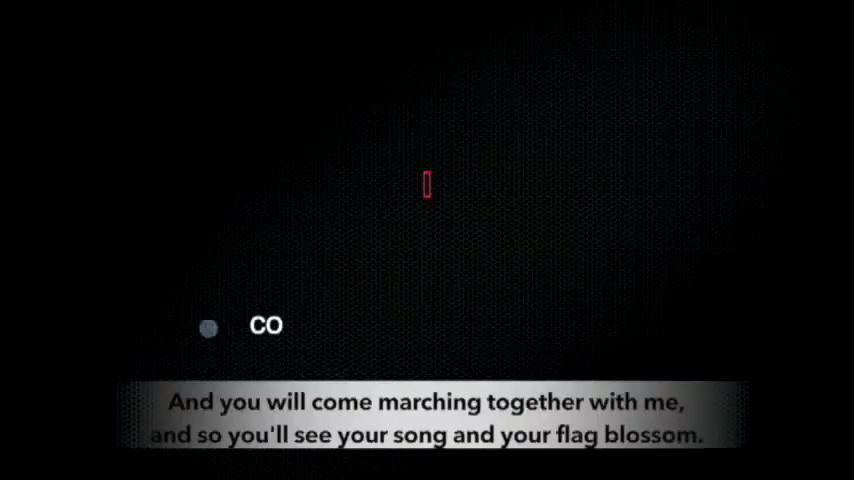 CO
And you will come marching together with me,
and so you'll see your song and your flag blossom.